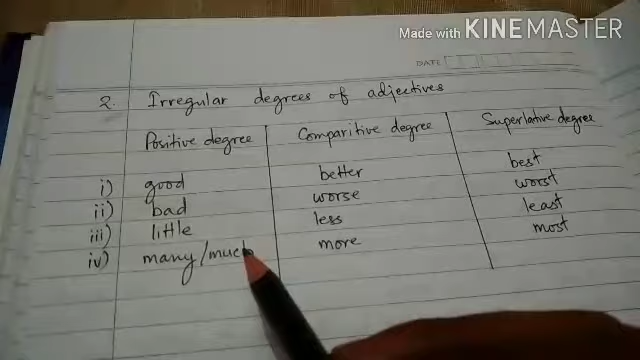 Made with KINEMASTER
DATE
2. Irregular degrees of adjectives
Positive degree Comparitive degree Superlative degree
i) good better best
ii) bad worse worst
iii) little less least
iv) many/much more most